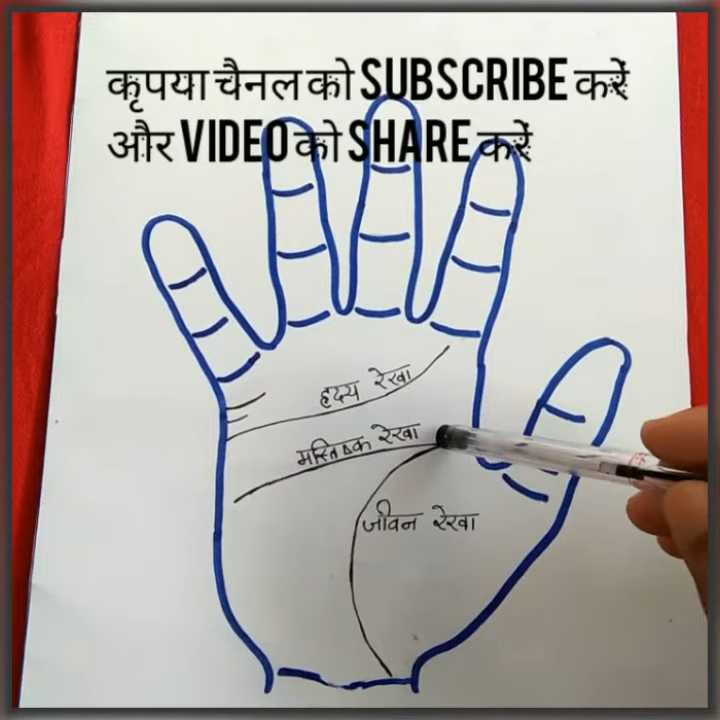 कृपया चैनल को SUBSCRIBE करें
और VIDEO को SHARE करें
हृदय रेखा
मस्तिष्क रेखा
जीवन रेखा